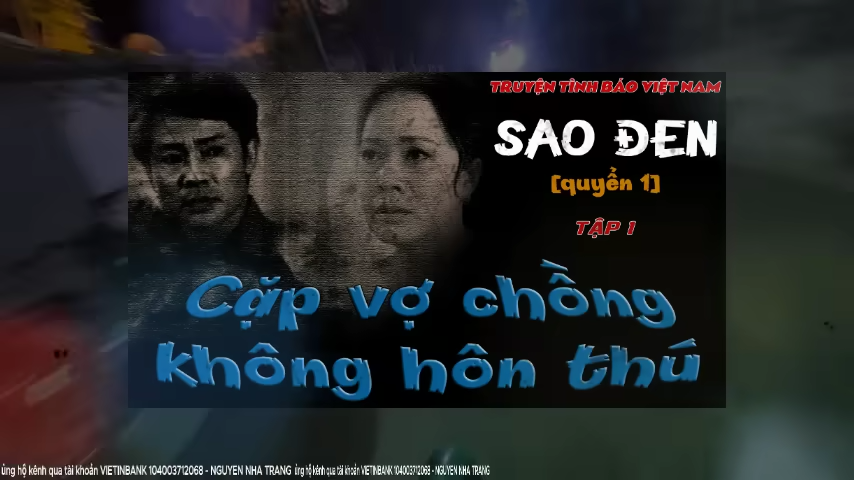 TRUYỆN TÌNH BÁO VIỆT NAM
SAO ĐEN
[quyển 1]
TẬP 1
Cặp vợ chồng
không hôn thú
ủng hộ kênh qua tài khoản VIETINBANK 104003712068 - NGUYEN NHA TRANG ủng hộ kênh qua tài khoản VIETINBANK 104003712068 - NGUYEN NHA TRANG